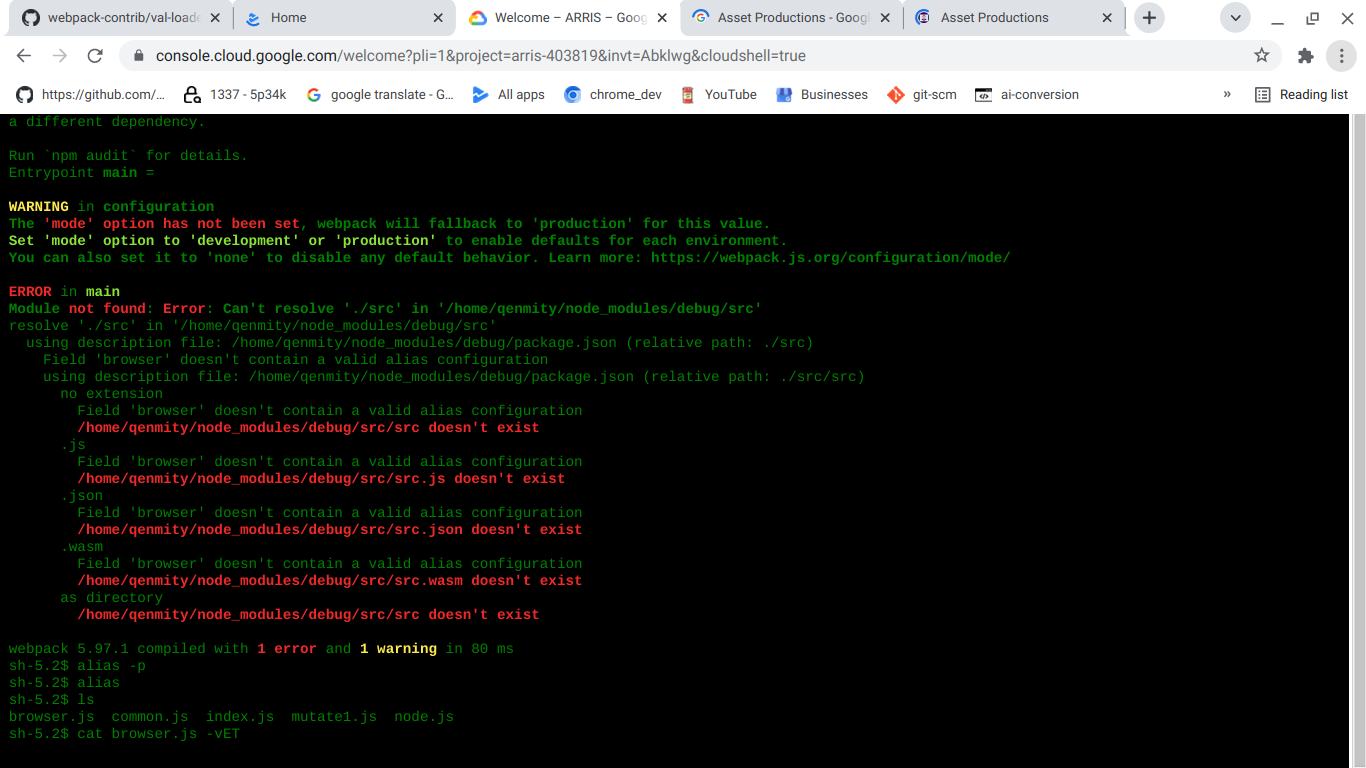 webpack-contrib/val-loade
Home
Welcome – ARRIS – Goog
Asset Productions - Googl
Asset Productions
console.cloud.google.com/welcome?pli=1&project=arris-403819&invt=Abklwg&cloudshell=true
https://github.com/...
1337 - 5p34k
google translate - G...
All apps
chrome_dev
YouTube
Businesses
git-scm
ai-conversion
»
Reading list
a different dependency.
Run `npm audit` for details.
Entrypoint main =
WARNING in configuration
The 'mode' option has not been set, webpack will fallback to 'production' for this value.
Set 'mode' option to 'development' or 'production' to enable defaults for each environment.
You can also set it to 'none' to disable any default behavior. Learn more: https://webpack.js.org/configuration/mode/
ERROR in main
Module not found: Error: Can't resolve './src' in '/home/qenmity/node_modules/debug/src'
resolve './src' in '/home/qenmity/node_modules/debug/src'
  using description file: /home/qenmity/node_modules/debug/package.json (relative path: ./src)
    Field 'browser' doesn't contain a valid alias configuration
    using description file: /home/qenmity/node_modules/debug/package.json (relative path: ./src/src)
      no extension
        Field 'browser' doesn't contain a valid alias configuration
        /home/qenmity/node_modules/debug/src/src doesn't exist
      .js
        Field 'browser' doesn't contain a valid alias configuration
        /home/qenmity/node_modules/debug/src/src.js doesn't exist
      .json
        Field 'browser' doesn't contain a valid alias configuration
        /home/qenmity/node_modules/debug/src/src.json doesn't exist
      .wasm
        Field 'browser' doesn't contain a valid alias configuration
        /home/qenmity/node_modules/debug/src/src.wasm doesn't exist
      as directory
        /home/qenmity/node_modules/debug/src/src doesn't exist
webpack 5.97.1 compiled with 1 error and 1 warning in 80 ms
sh-5.2$ alias -p
sh-5.2$ alias
sh-5.2$ ls
browser.js  common.js  index.js  mutate1.js  node.js
sh-5.2$ cat browser.js -vET